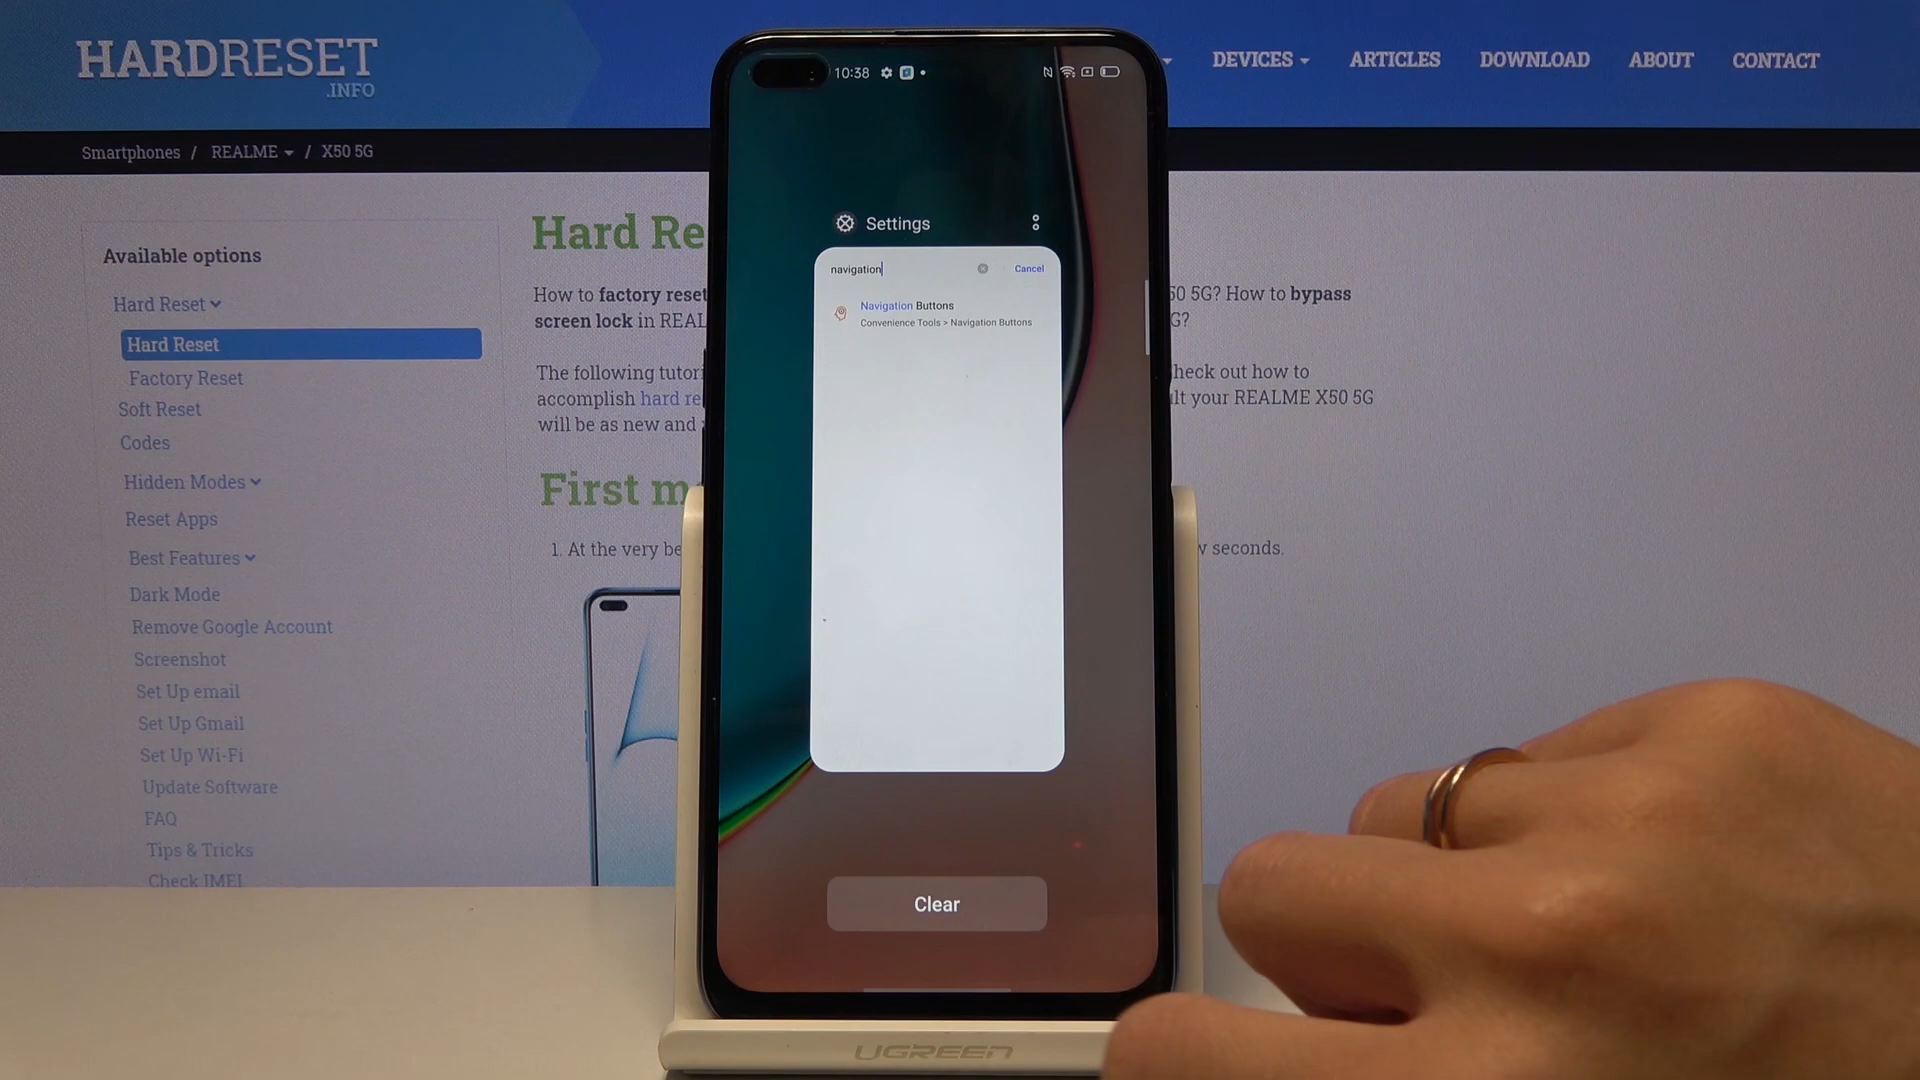 HARDRESET
.INFO
DEVICES
ARTICLES
DOWNLOAD
ABOUT
CONTACT
Smartphones / REALME / X50 5G
Available options
Hard Reset
Hard Reset
Factory Reset
Soft Reset
Codes
Hidden Modes
Reset Apps
Best Features
Dark Mode
Remove Google Account
Screenshot
Set Up email
Set Up Gmail
Set Up Wi-Fi
Update Software
FAQ
Tips & Tricks
Check IMEI
Hard Re
How to factory reset
50 5G? How to bypass
screen lock in REAL
G?
The following tutori
heck out how to
accomplish hard re
lt your REALME X50 5G
will be as new and
First m
1. At the very be
w seconds.
10:38
Settings
navigation
Cancel
Navigation Buttons
Convenience Tools > Navigation Buttons
Clear
UGREEN